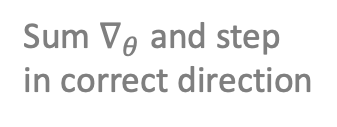 Sum ∇θ and step
in correct direction